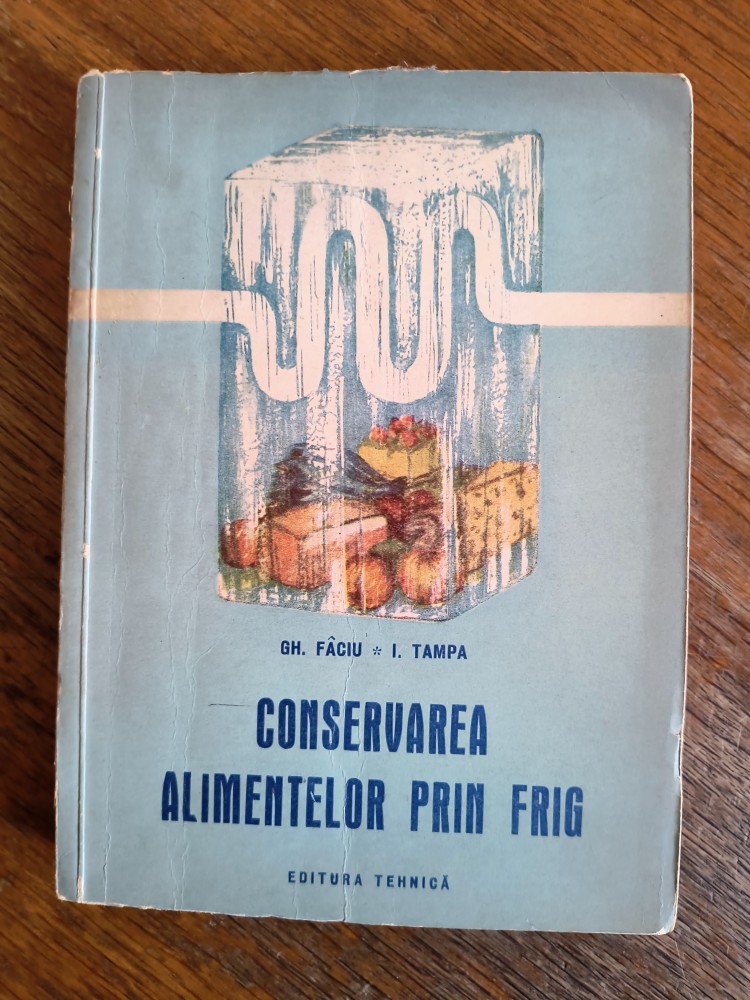 GH. FÂCIU * I. TAMPA
CONSERVAREA
ALIMENTELOR PRIN FRIG
EDITURA TEHNICĂ